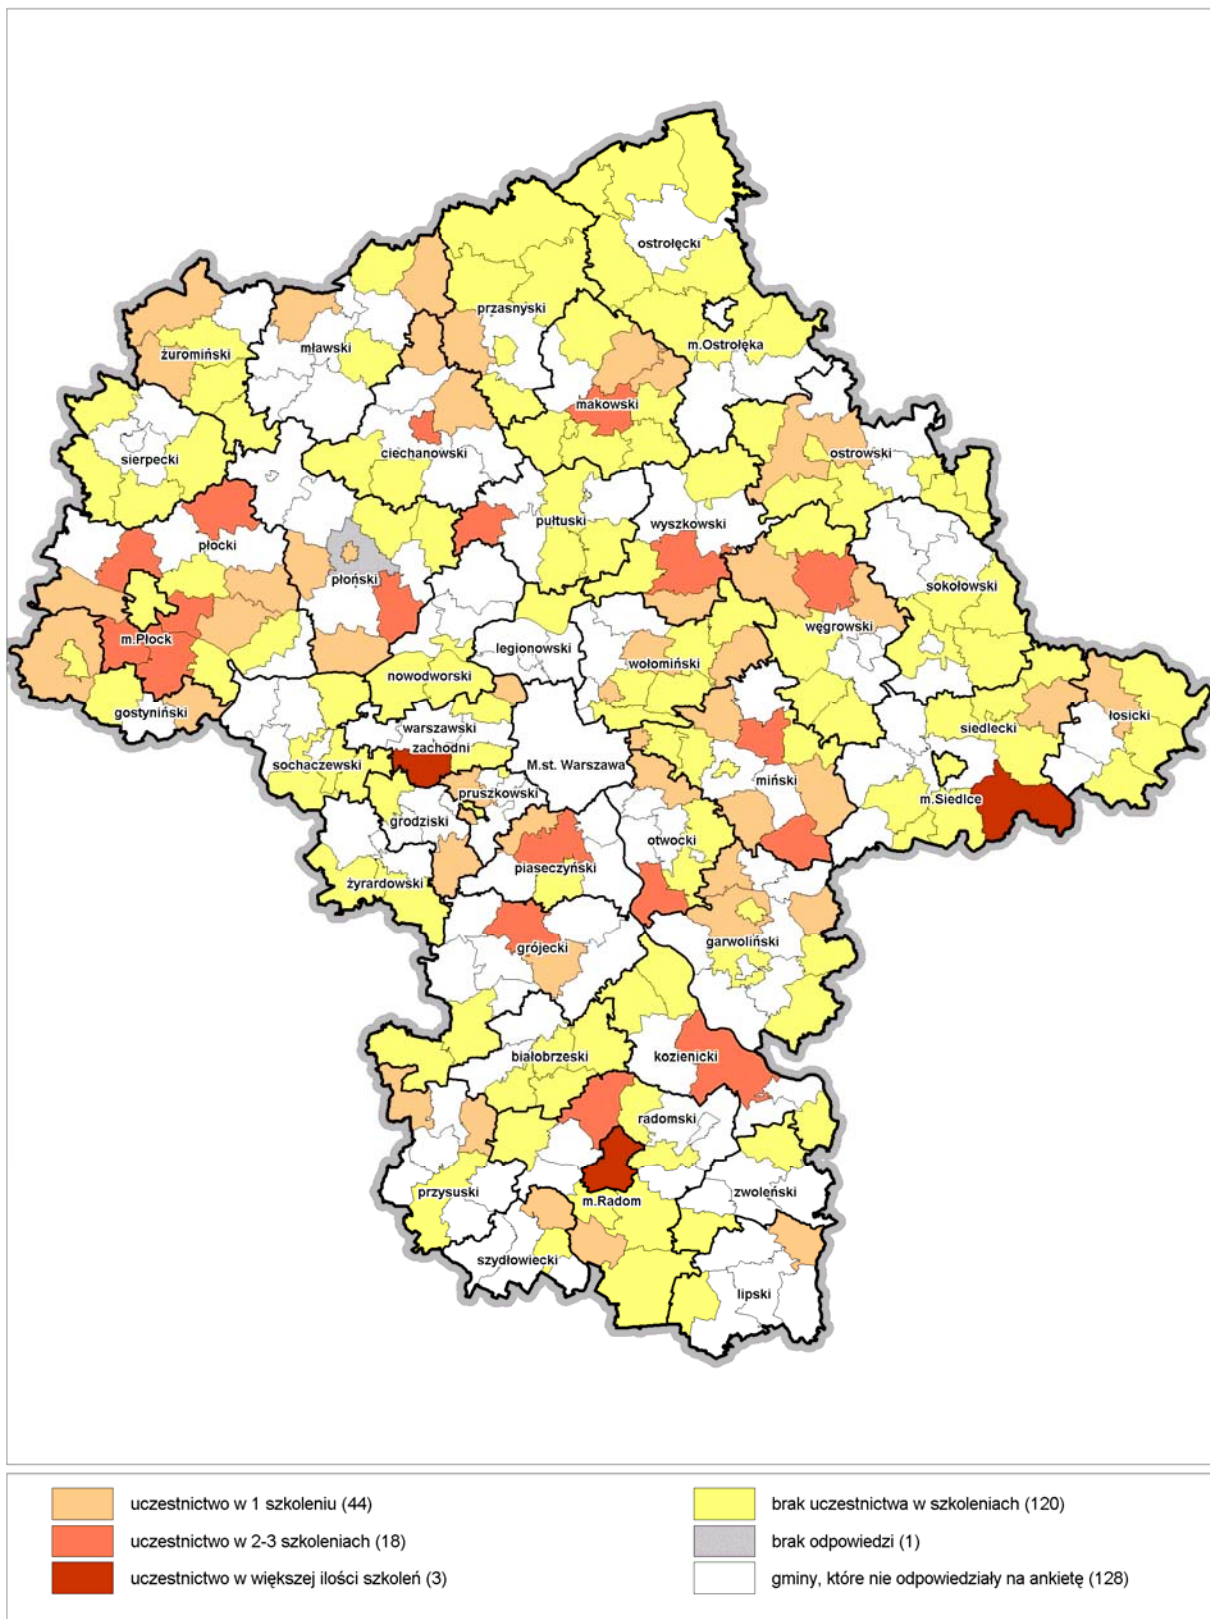 ostrołęcki
przasnyski
m.Ostrołęka
żuromiński
mławski
makowski
ciechanowski
ostrowski
sierpecki
pułtuski
wyszkowski
płocki
płoński
sokołowski
węgrowski
m.Płock
legionowski
wołomiński
nowodworski
gostyniński
łosicki
siedlecki
warszawski
zachodni
sochaczewski
M.st. Warszawa
miński
pruszkowski
m.Siedlce
grodziski
otwocki
piaseczyński
żyrardowski
grójecki
garwoliński
białobrzeski
kozienicki
radomski
przysuski
zwoleński
m.Radom
szydłowiecki
lipski
uczestnictwo w 1 szkoleniu (44)
uczestnictwo w 2-3 szkoleniach (18)
uczestnictwo w większej ilości szkoleń (3)
brak uczestnictwa w szkoleniach (120)
brak odpowiedzi (1)
gminy, które nie odpowiedziały na ankietę (128)